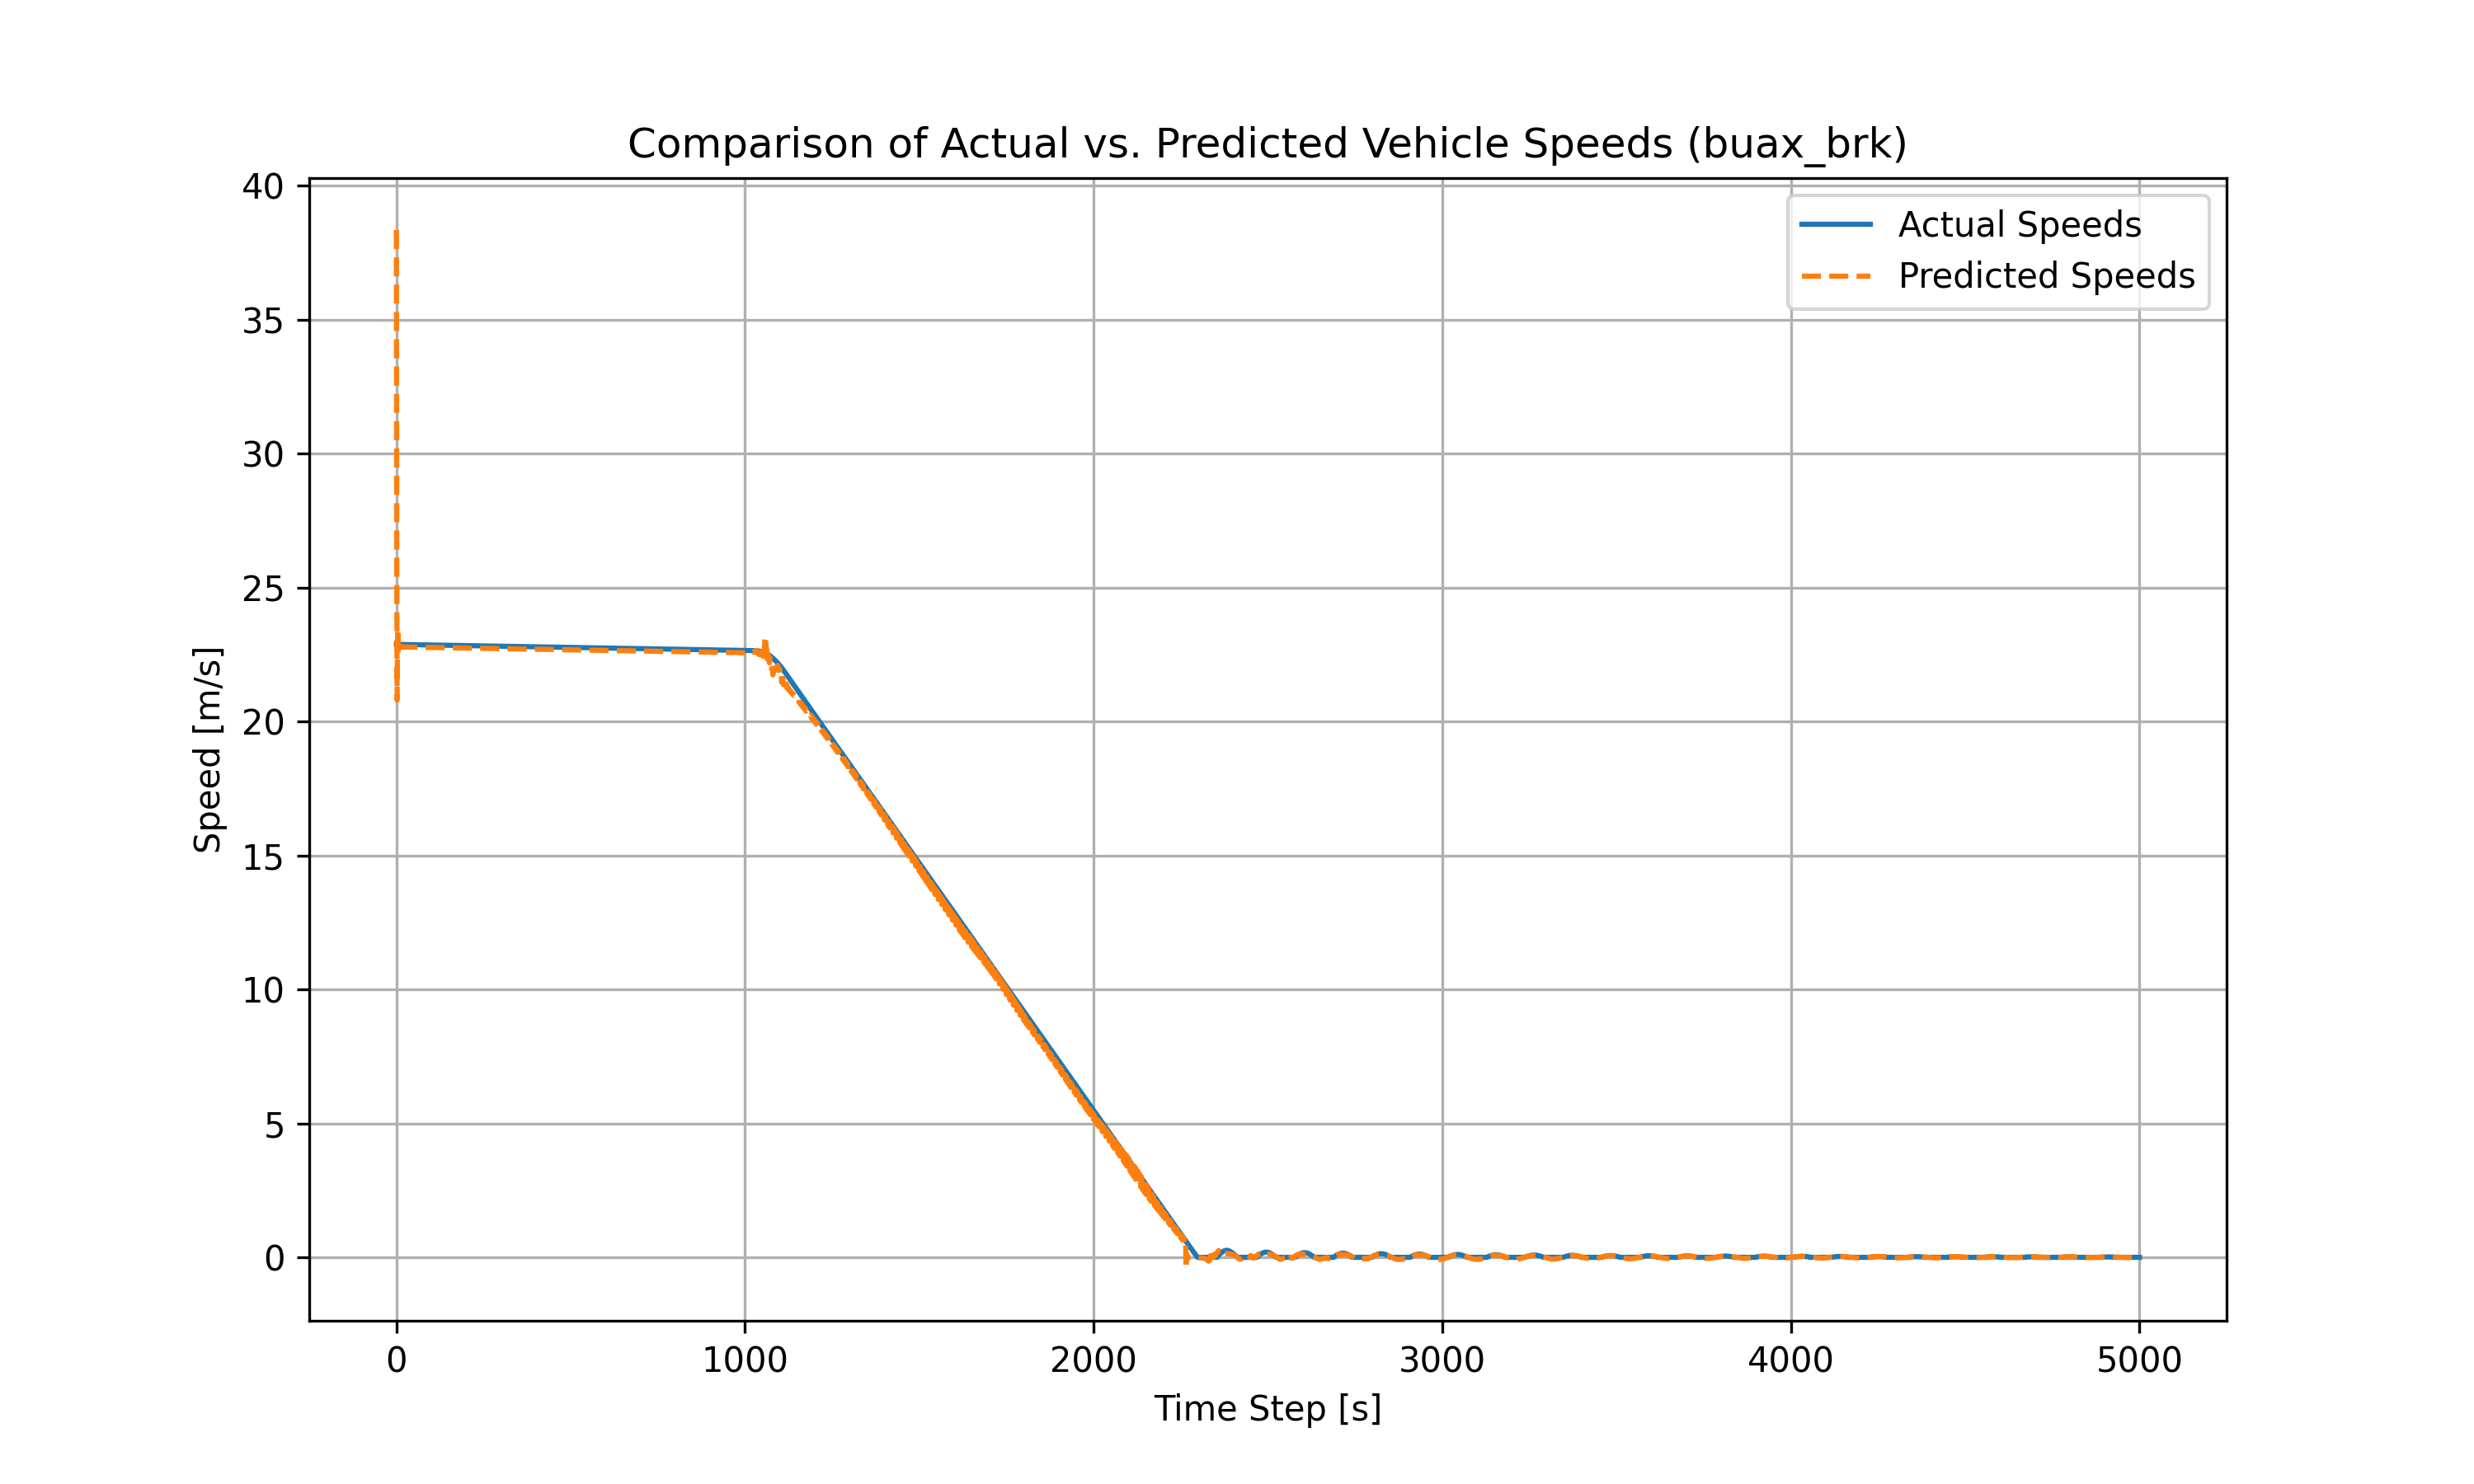 Comparison of Actual vs. Predicted Vehicle Speeds (buax_brk)
Actual Speeds
Predicted Speeds
40
35
30
25
20
15
10
5
0
Speed [m/s]
0 1000 2000 3000 4000 5000
Time Step [s]